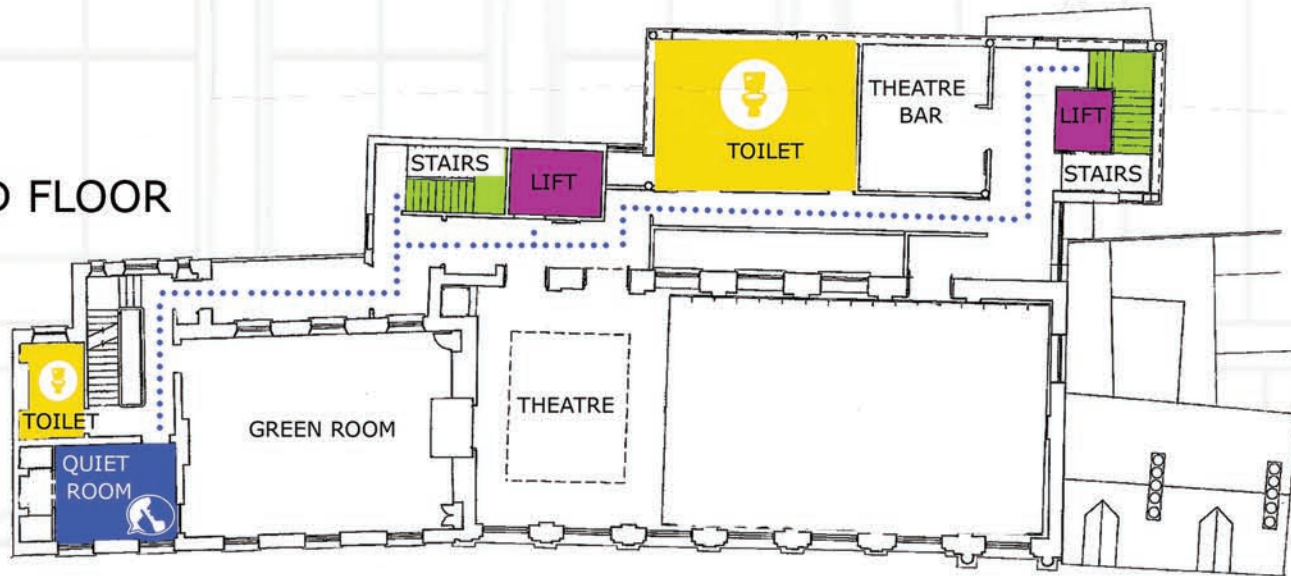 FLOOR
TOILET
THEATRE
BAR
LIFT
STAIRS
STAIRS
LIFT
TOILET
QUIET
ROOM
GREEN ROOM
THEATRE